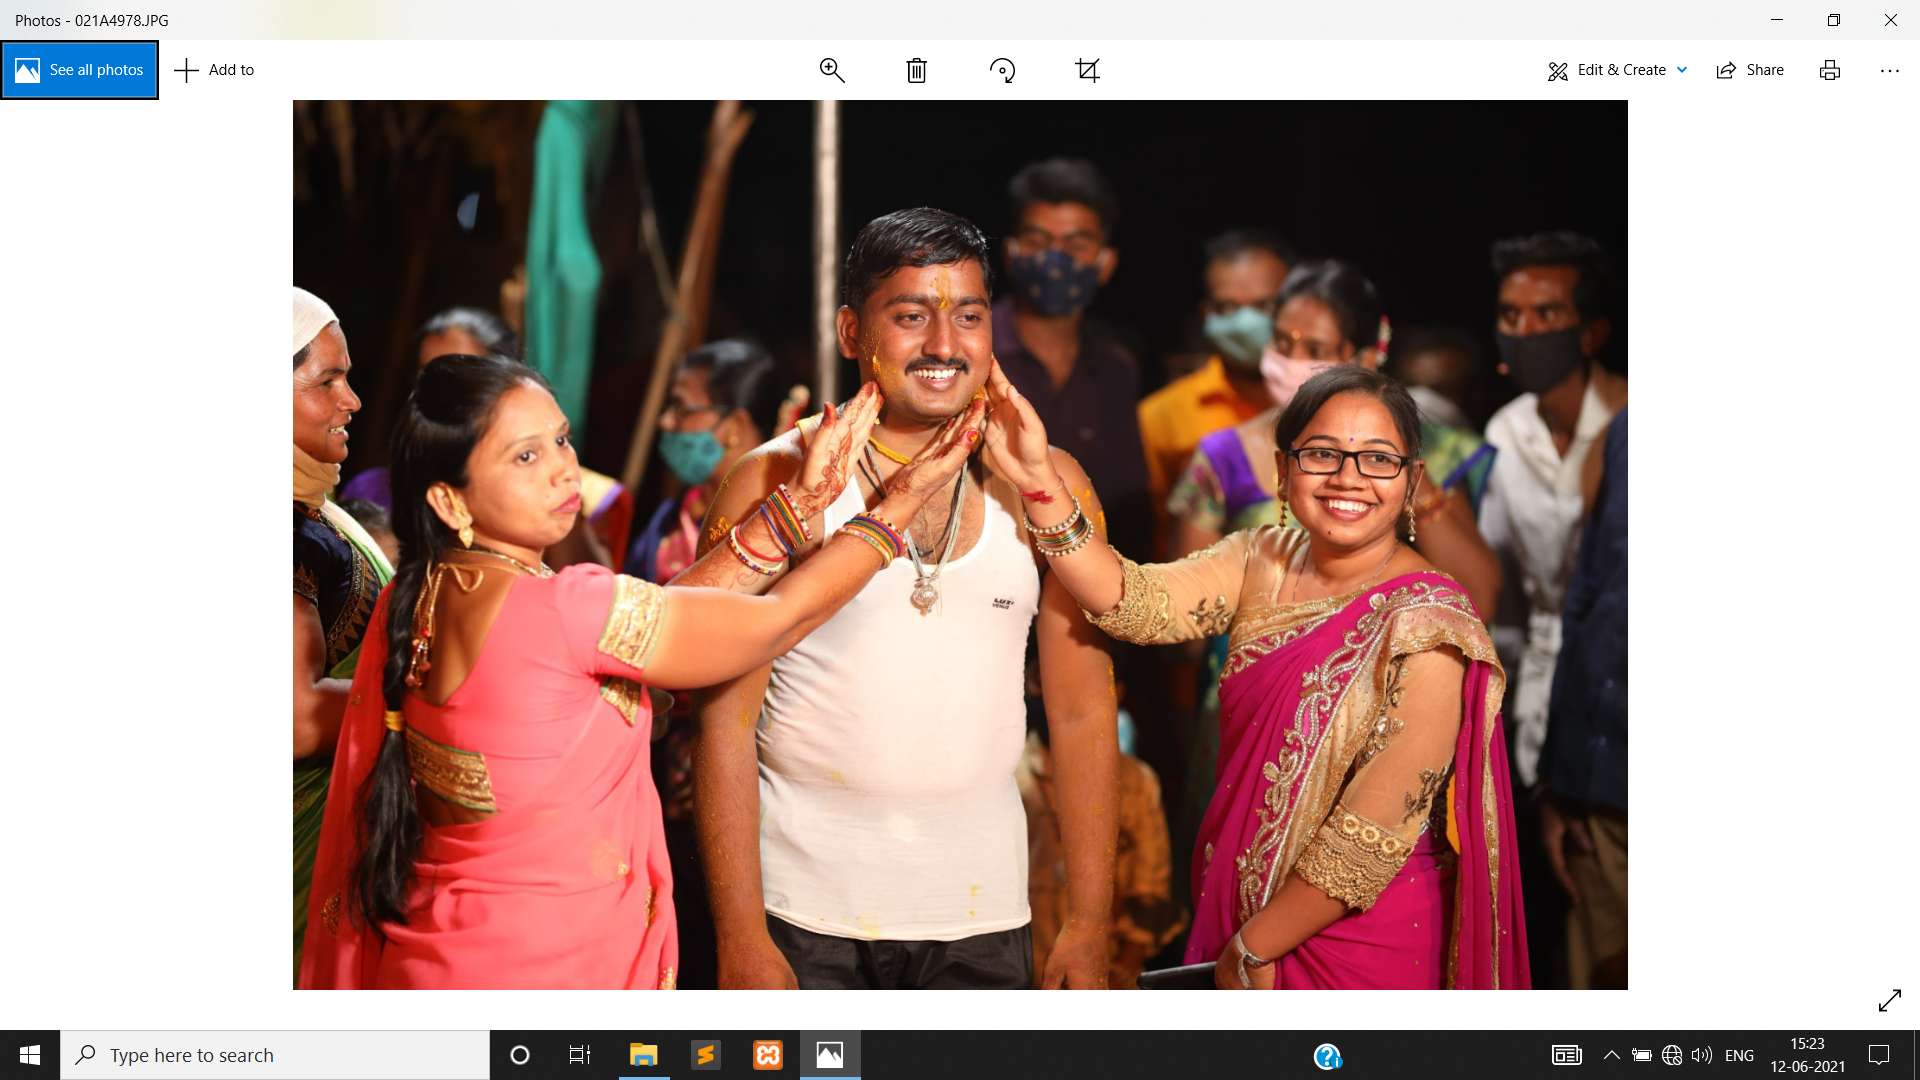 Photos - 021A4978.JPG
See all photos
Add to
Edit & Create
Share
VENUS
Type here to search
ENG
15:23
12-06-2021